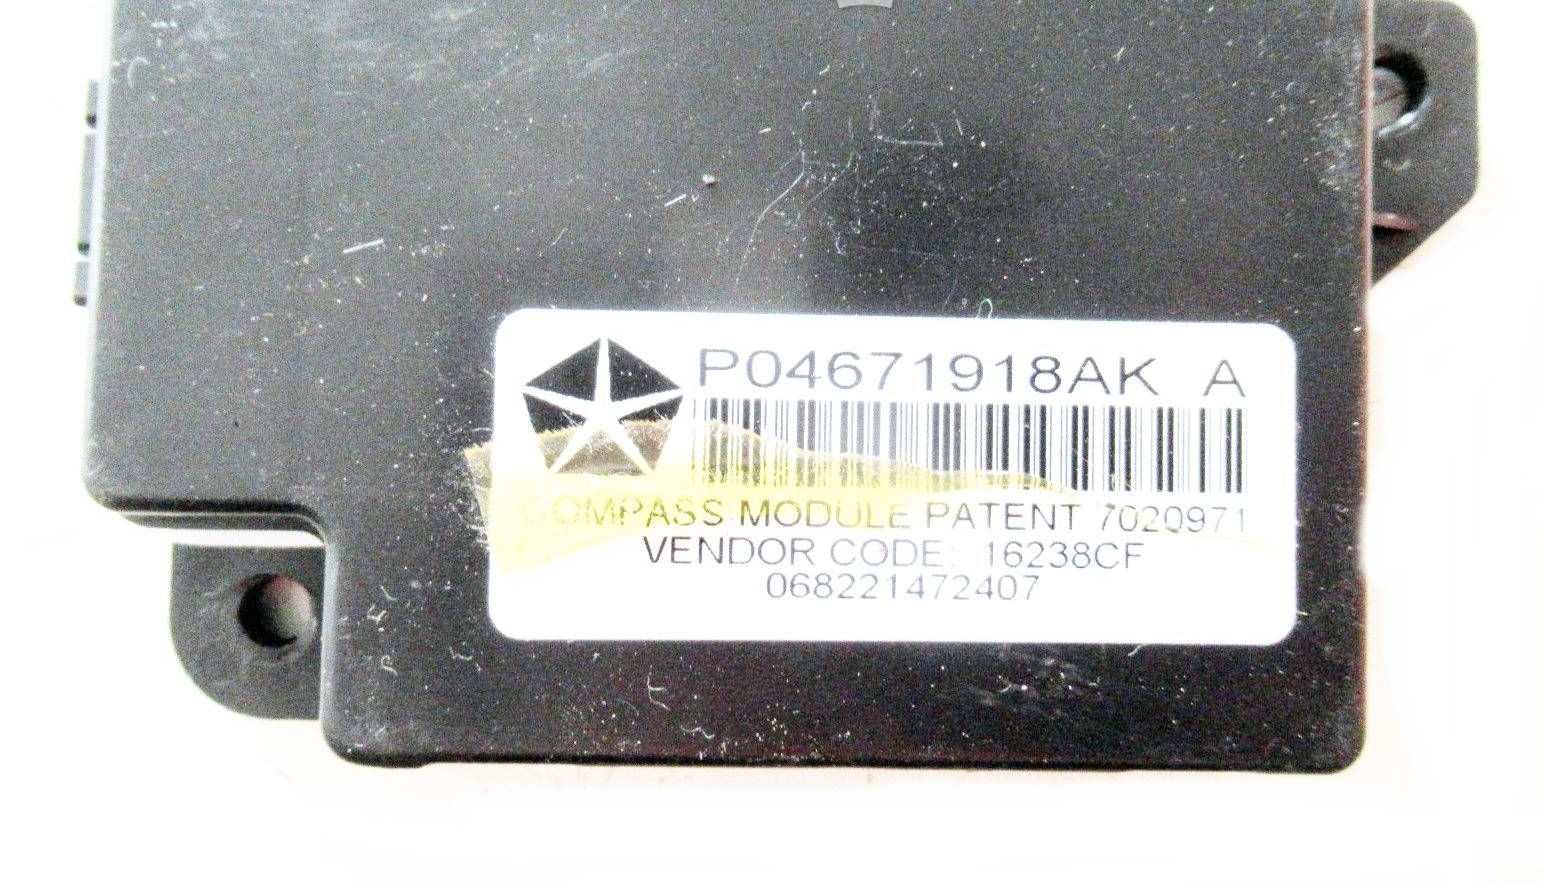 P04671918AK A
COMPASS MODULE PATENT 7020971
VENDOR CODE: 16238CF
068221472407